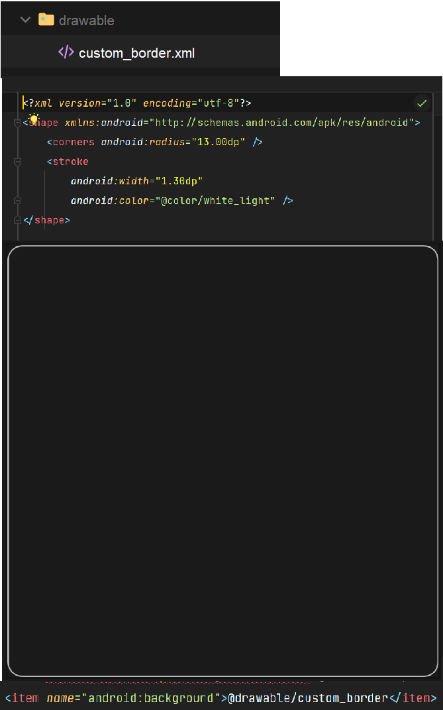 drawable
custom_border.xml
<?xml version="1.0" encoding="utf-8"?>
<shape xmlns:android="http://schemas.android.com/apk/res/android">
<corners android:radius="13.00dp" />
<stroke
android:width="1.30dp"
android:color="@color/white_light" />
</shape>
<item name="android:background">@drawable/custom_border</item>